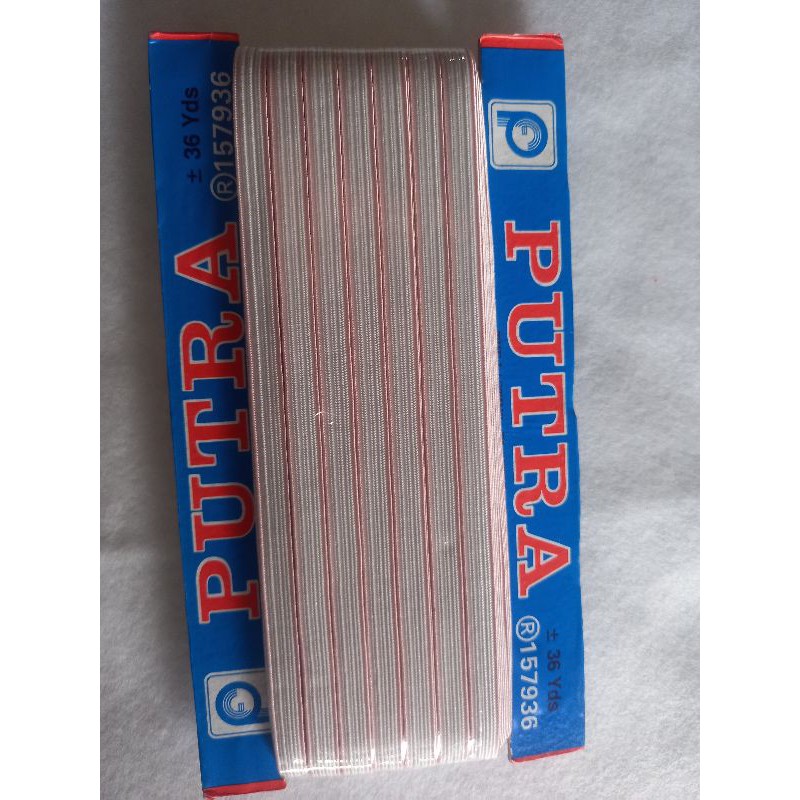 PUTRA
® 157936
± 36 Yds
PUTRA
® 157936
± 36 Yds